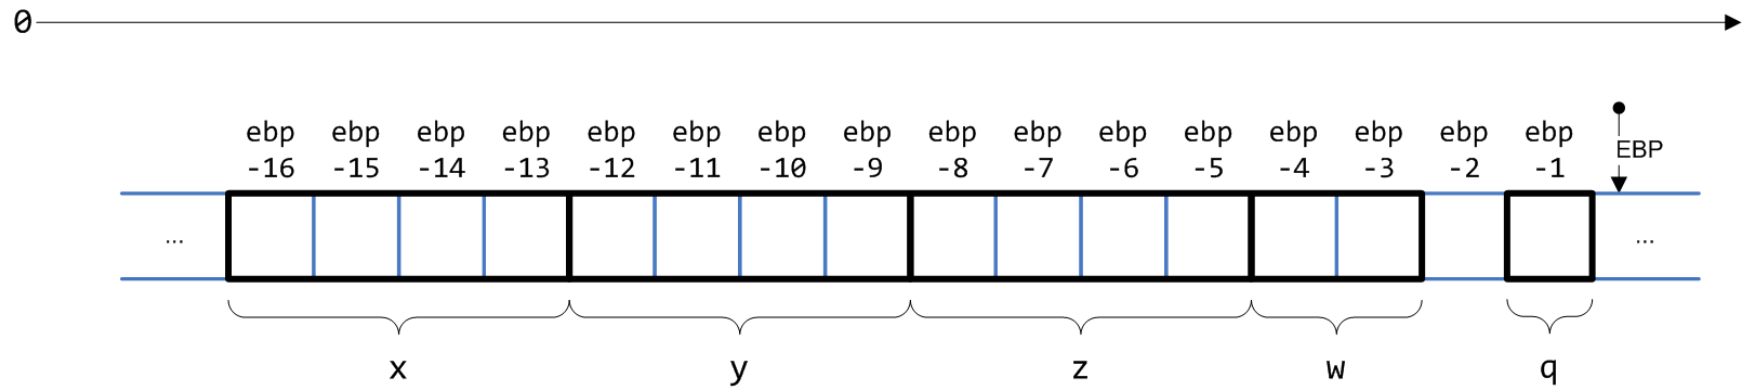 0
ebp ebp ebp ebp ebp ebp ebp ebp ebp ebp ebp ebp ebp ebp ebp ebp
-16 -15 -14 -13 -12 -11 -10 -9 -8 -7 -6 -5 -4 -3 -2 -1
EBP
... ...
x y z w q